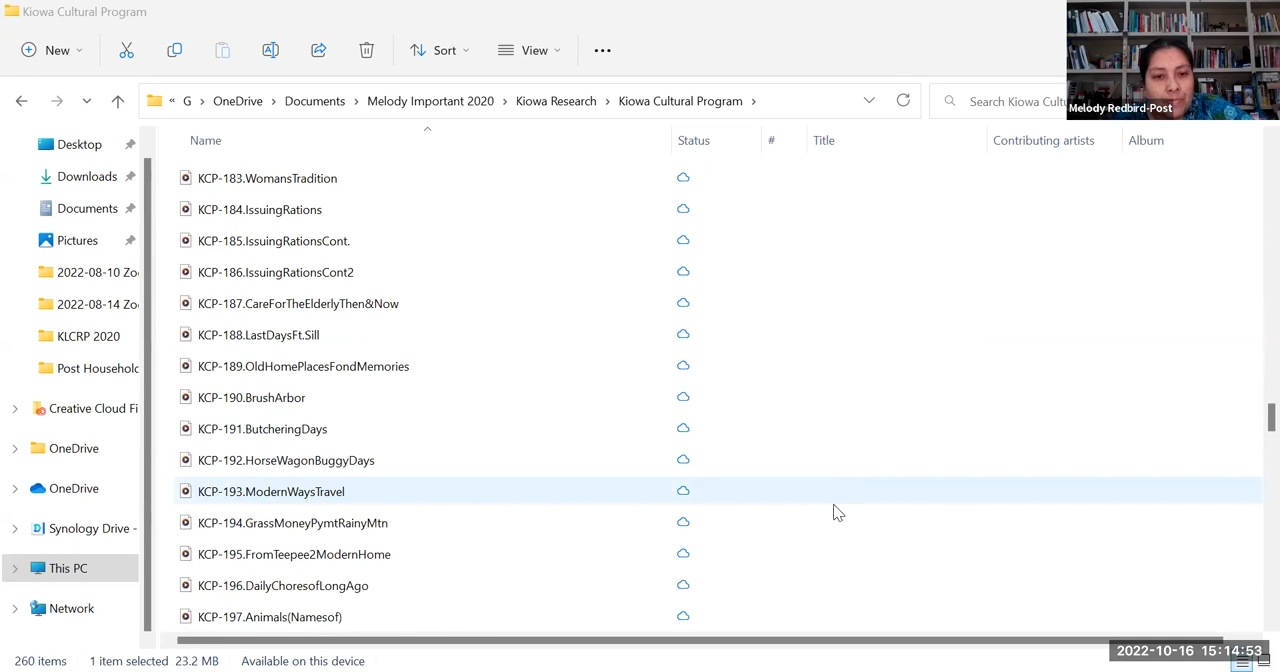 Kiowa Cultural Program
New
Sort
View
« G > OneDrive > Documents > Melody Important 2020 > Kiowa Research > Kiowa Cultural Program >
Search Kiowa Cultu
Melody Redbird-Post
Name Status # Title Contributing artists Album
Desktop
Downloads
Documents
Pictures
2022-08-10 Zo
2022-08-14 Zo
KLCRP 2020
Post Househol
Creative Cloud Fi
OneDrive
OneDrive
Synology Drive -
This PC
Network
KCP-183.WomansTradition
KCP-184.IssuingRations
KCP-185.IssuingRationsCont.
KCP-186.IssuingRationsCont2
KCP-187.CareForTheElderlyThen&Now
KCP-188.LastDaysFt.Sill
KCP-189.OldHomePlacesFondMemories
KCP-190.BrushArbor
KCP-191.ButcheringDays
KCP-192.HorseWagonBuggyDays
KCP-193.ModernWaysTravel
KCP-194.GrassMoneyPymtRainyMtn
KCP-195.FromTeepee2ModernHome
KCP-196.DailyChoresofLongAgo
KCP-197.Animals(Namesof)
260 items 1 item selected 23.2 MB Available on this device
2022-10-16 15:14:53